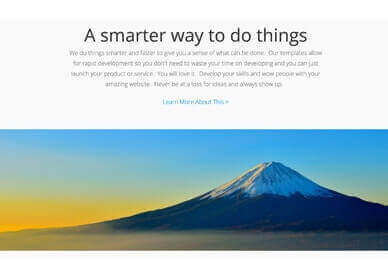 A smarter way to do things
We do things smarter and faster to give you a sense of what can be done. Our templates allow
for rapid development so you don't need to waste your time on developing and you can just
launch your product or service. You will love it. Develop your skills and wow people with your
amazing website. Never be at a loss for ideas and always show up.
Learn More About This >